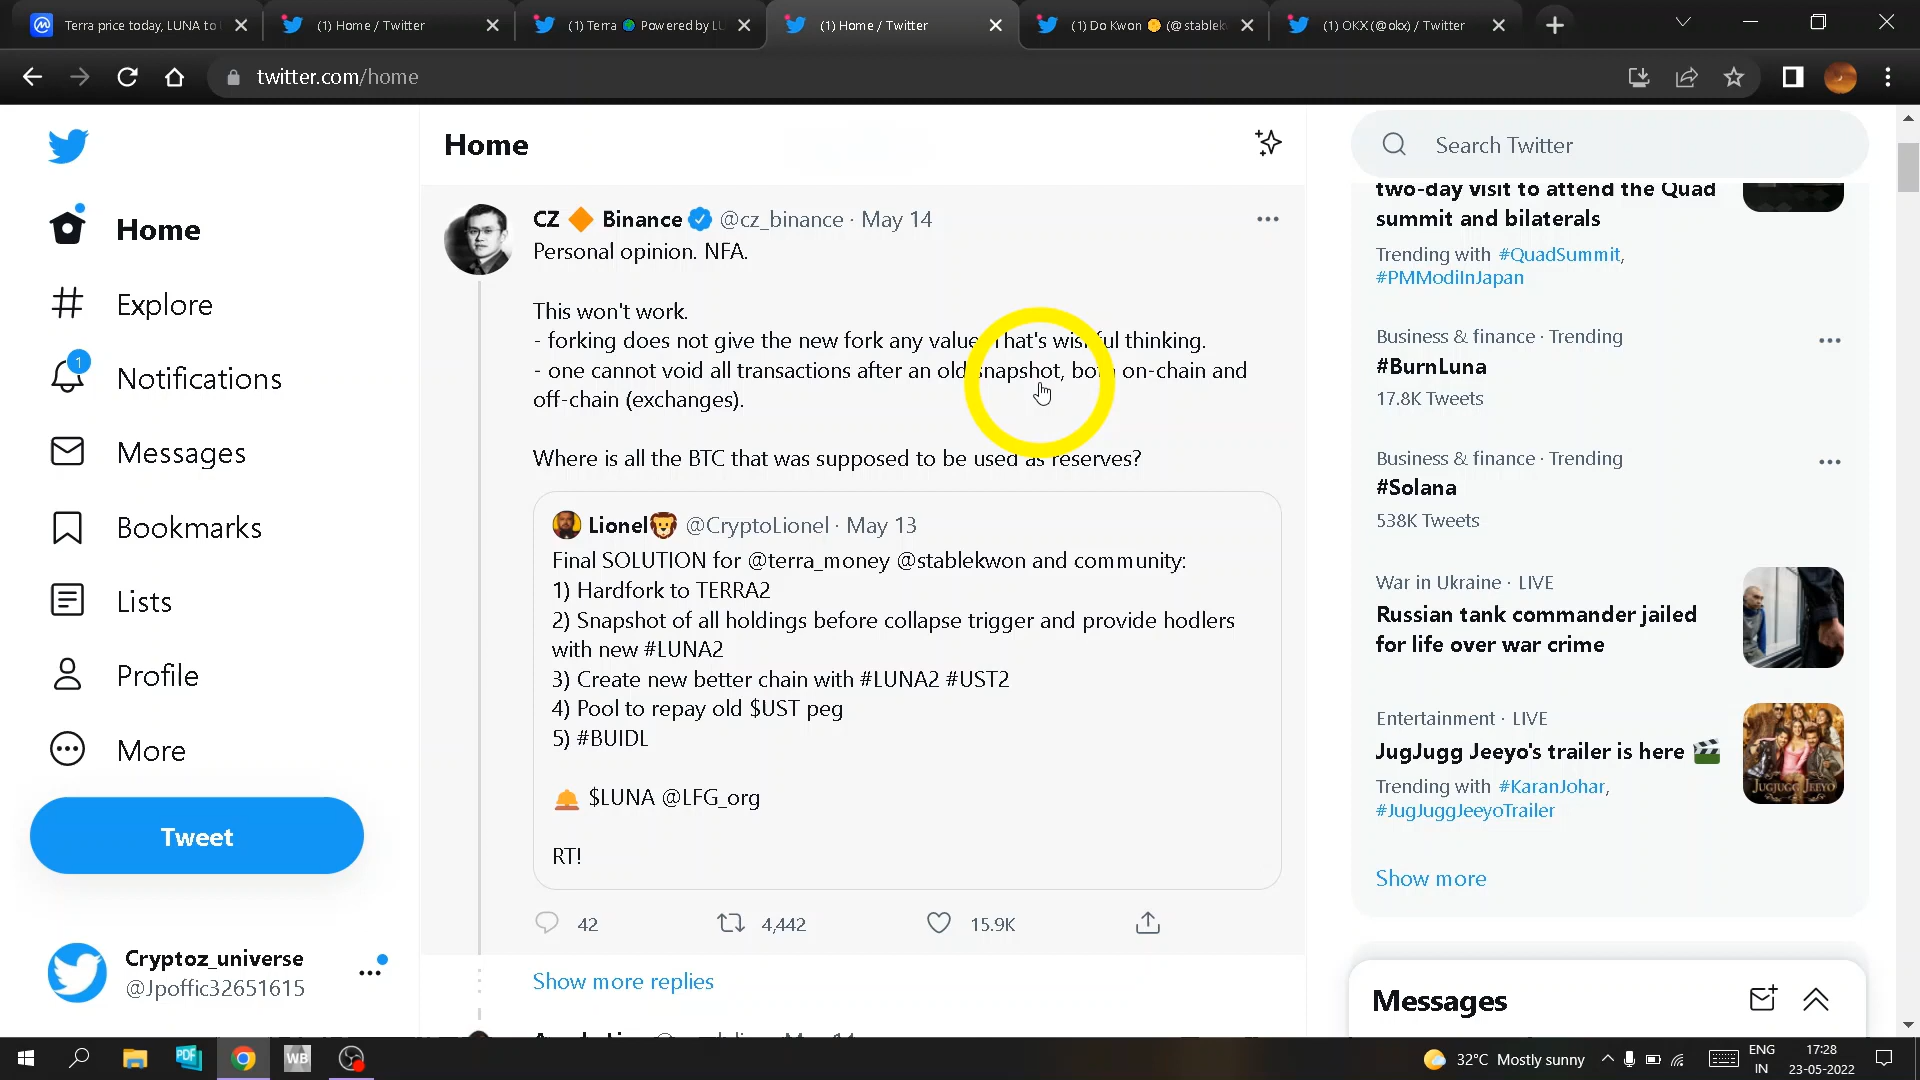 Terra price today, LUNA to
(1) Home / Twitter
(1) Terra 🌍 Powered by LU
(1) Home / Twitter
(1) Do Kwon 🌕 (@stablek
(1) OKX (@okx) / Twitter
twitter.com/home
Home
Explore
1
Notifications
Messages
Bookmarks
Lists
Profile
More
Tweet
Cryptoz_universe
@Jpoffic32651615
Home
CZ 🔶 Binance @cz_binance · May 14
Personal opinion. NFA.
This won't work.
- forking does not give the new fork any value. That's wishful thinking.
- one cannot void all transactions after an old snapshot, both on-chain and
off-chain (exchanges).
Where is all the BTC that was supposed to be used as reserves?
Lionel🦁 @CryptoLionel · May 13
Final SOLUTION for @terra_money @stablekwon and community:
1) Hardfork to TERRA2
2) Snapshot of all holdings before collapse trigger and provide hodlers
with new #LUNA2
3) Create new better chain with #LUNA2 #UST2
4) Pool to repay old $UST peg
5) #BUIDL
🛎 $LUNA @LFG_org
RT!
42
4,442
15.9K
Show more replies
Search Twitter
two-day visit to attend the Quad
summit and bilaterals
Trending with #QuadSummit,
#PMModiInJapan
Business & finance · Trending
#BurnLuna
17.8K Tweets
Business & finance · Trending
#Solana
538K Tweets
War in Ukraine · LIVE
Russian tank commander jailed
for life over war crime
Entertainment · LIVE
JugJugg Jeeyo's trailer is here 🎬
Trending with #KaranJohar,
#JugJuggJeeyoTrailer
JUGJUGG JEEYO
Show more
Messages
PDF
WB
32°C Mostly sunny
ENG
IN
17:28
23-05-2022